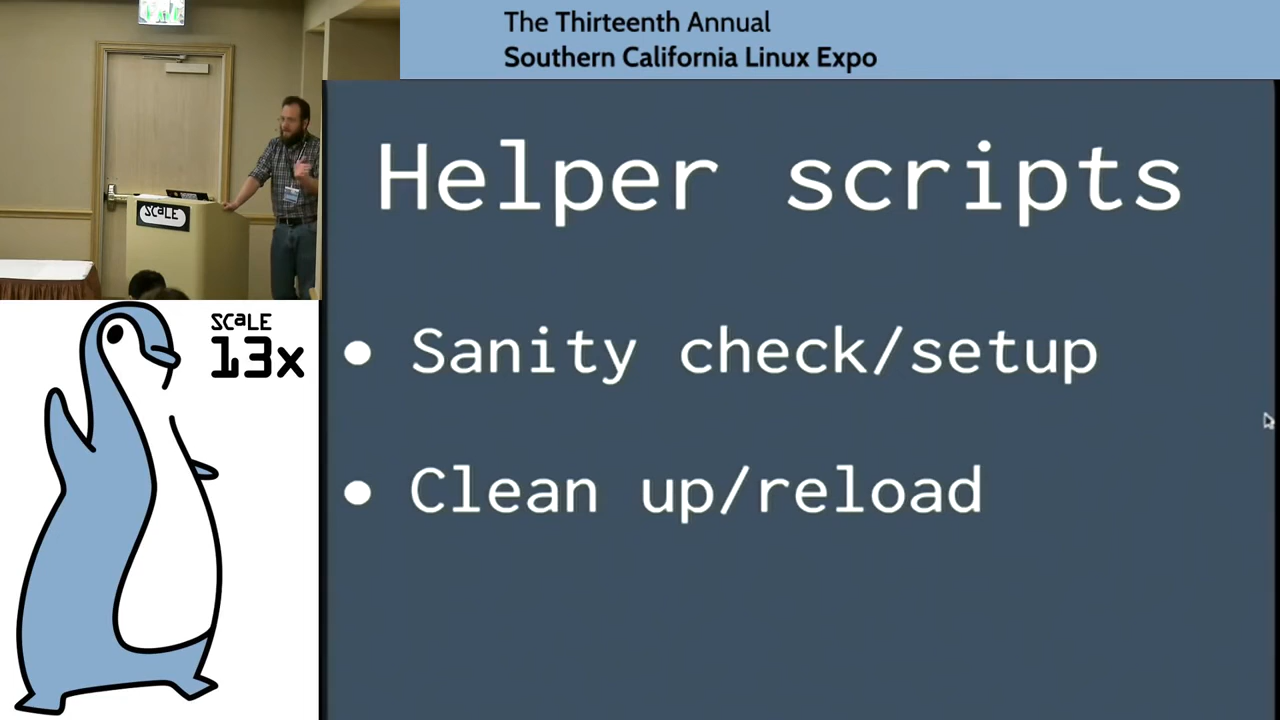 The Thirteenth Annual
Southern California Linux Expo
SCALE
Helper scripts
SCALE
13x
• Sanity check/setup
• Clean up/reload